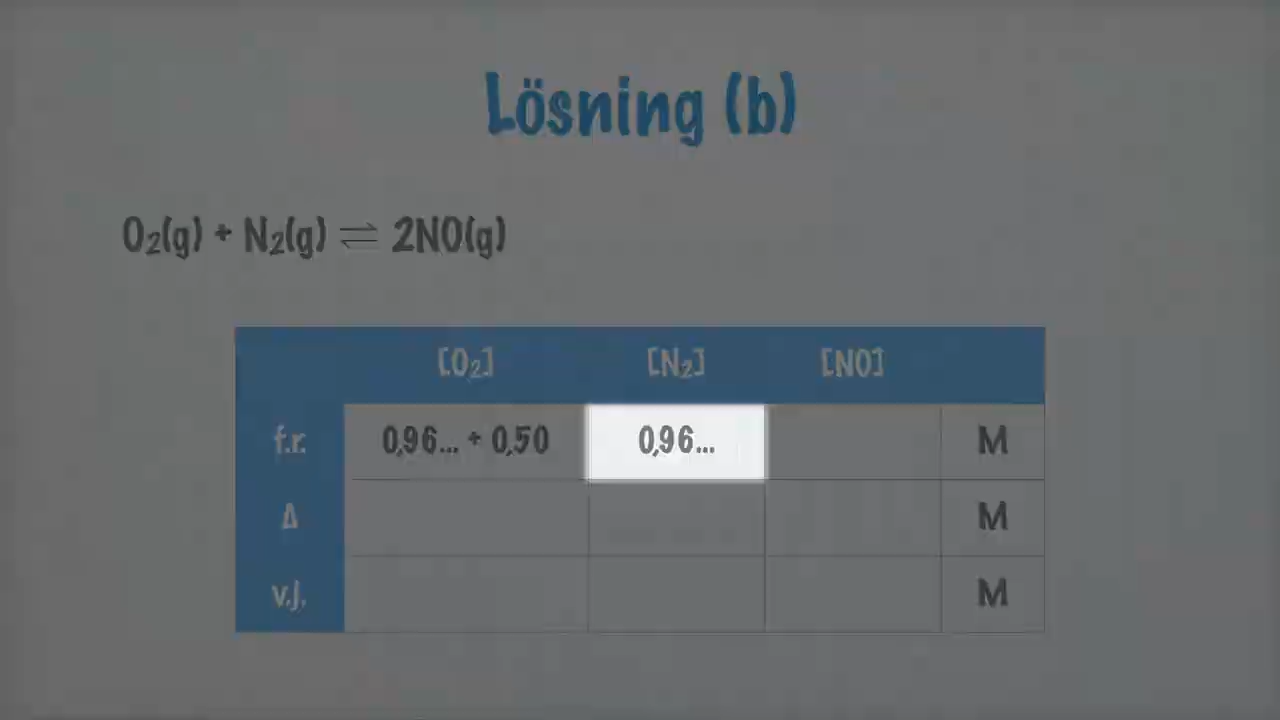 Lösning (b)
O₂(g) + N₂(g) ⇌ 2NO(g)
[O₂] [N₂] [NO]
f.r. 0,96... + 0,50 0,96... M
Δ M
v.j. M